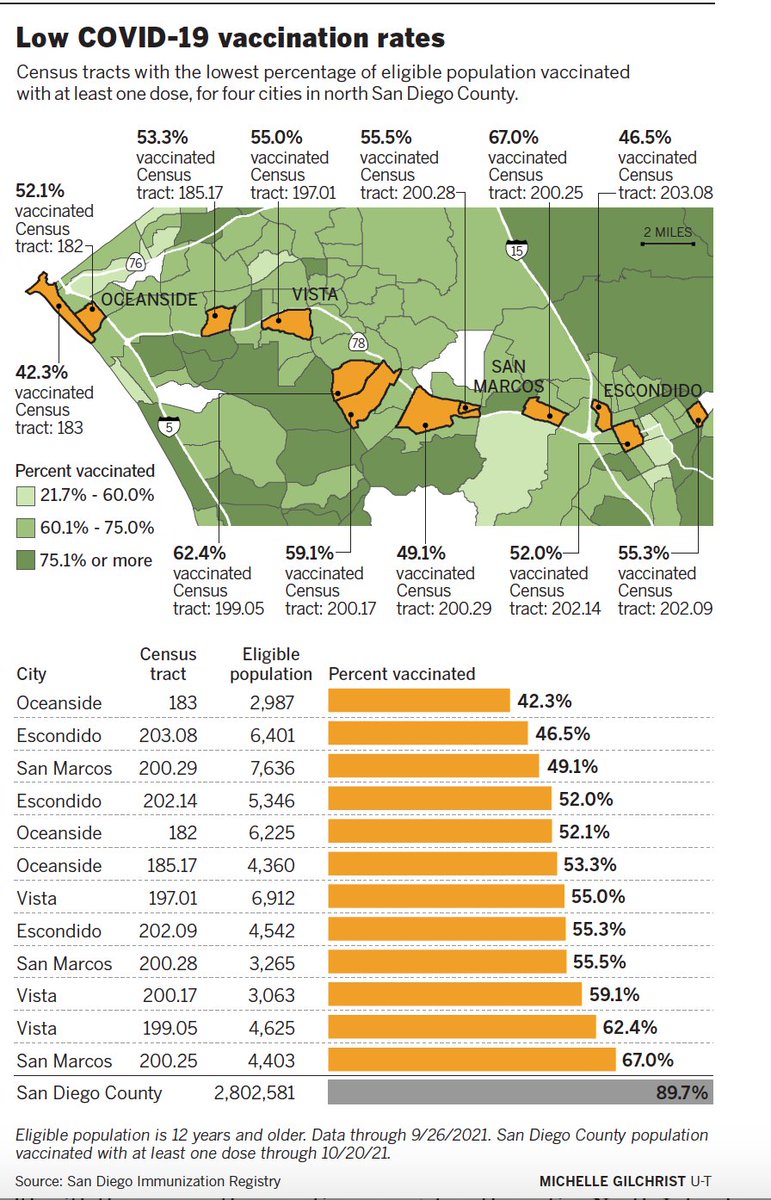 Low COVID-19 vaccination rates
Census tracts with the lowest percentage of eligible population vaccinated
with at least one dose, for four cities in north San Diego County.
53.3%
vaccinated
Census
tract: 185.17
55.0%
vaccinated
Census
tract: 197.01
55.5%
vaccinated
Census
tract: 200.28
67.0%
vaccinated
Census
tract: 200.25
46.5%
vaccinated
Census
tract: 203.08
52.1%
vaccinated
Census
tract: 182
2 MILES
15
76
OCEANSIDE
VISTA
78
SAN
MARCOS
ESCONDIDO
5
42.3%
vaccinated
Census
tract: 183
Percent vaccinated
21.7% - 60.0%
60.1% - 75.0%
75.1% or more
62.4%
vaccinated
Census
tract: 199.05
59.1%
vaccinated
Census
tract: 200.17
49.1%
vaccinated
Census
tract: 200.29
52.0%
vaccinated
Census
tract: 202.14
55.3%
vaccinated
Census
tract: 202.09
City Census tract Eligible population Percent vaccinated
Oceanside 183 2,987 42.3%
Escondido 203.08 6,401 46.5%
San Marcos 200.29 7,636 49.1%
Escondido 202.14 5,346 52.0%
Oceanside 182 6,225 52.1%
Oceanside 185.17 4,360 53.3%
Vista 197.01 6,912 55.0%
Escondido 202.09 4,542 55.3%
San Marcos 200.28 3,265 55.5%
Vista 200.17 3,063 59.1%
Vista 199.05 4,625 62.4%
San Marcos 200.25 4,403 67.0%
San Diego County 2,802,581 89.7%
Eligible population is 12 years and older. Data through 9/26/2021. San Diego County population
vaccinated with at least one dose through 10/20/21.
Source: San Diego Immunization Registry MICHELLE GILCHRIST U-T